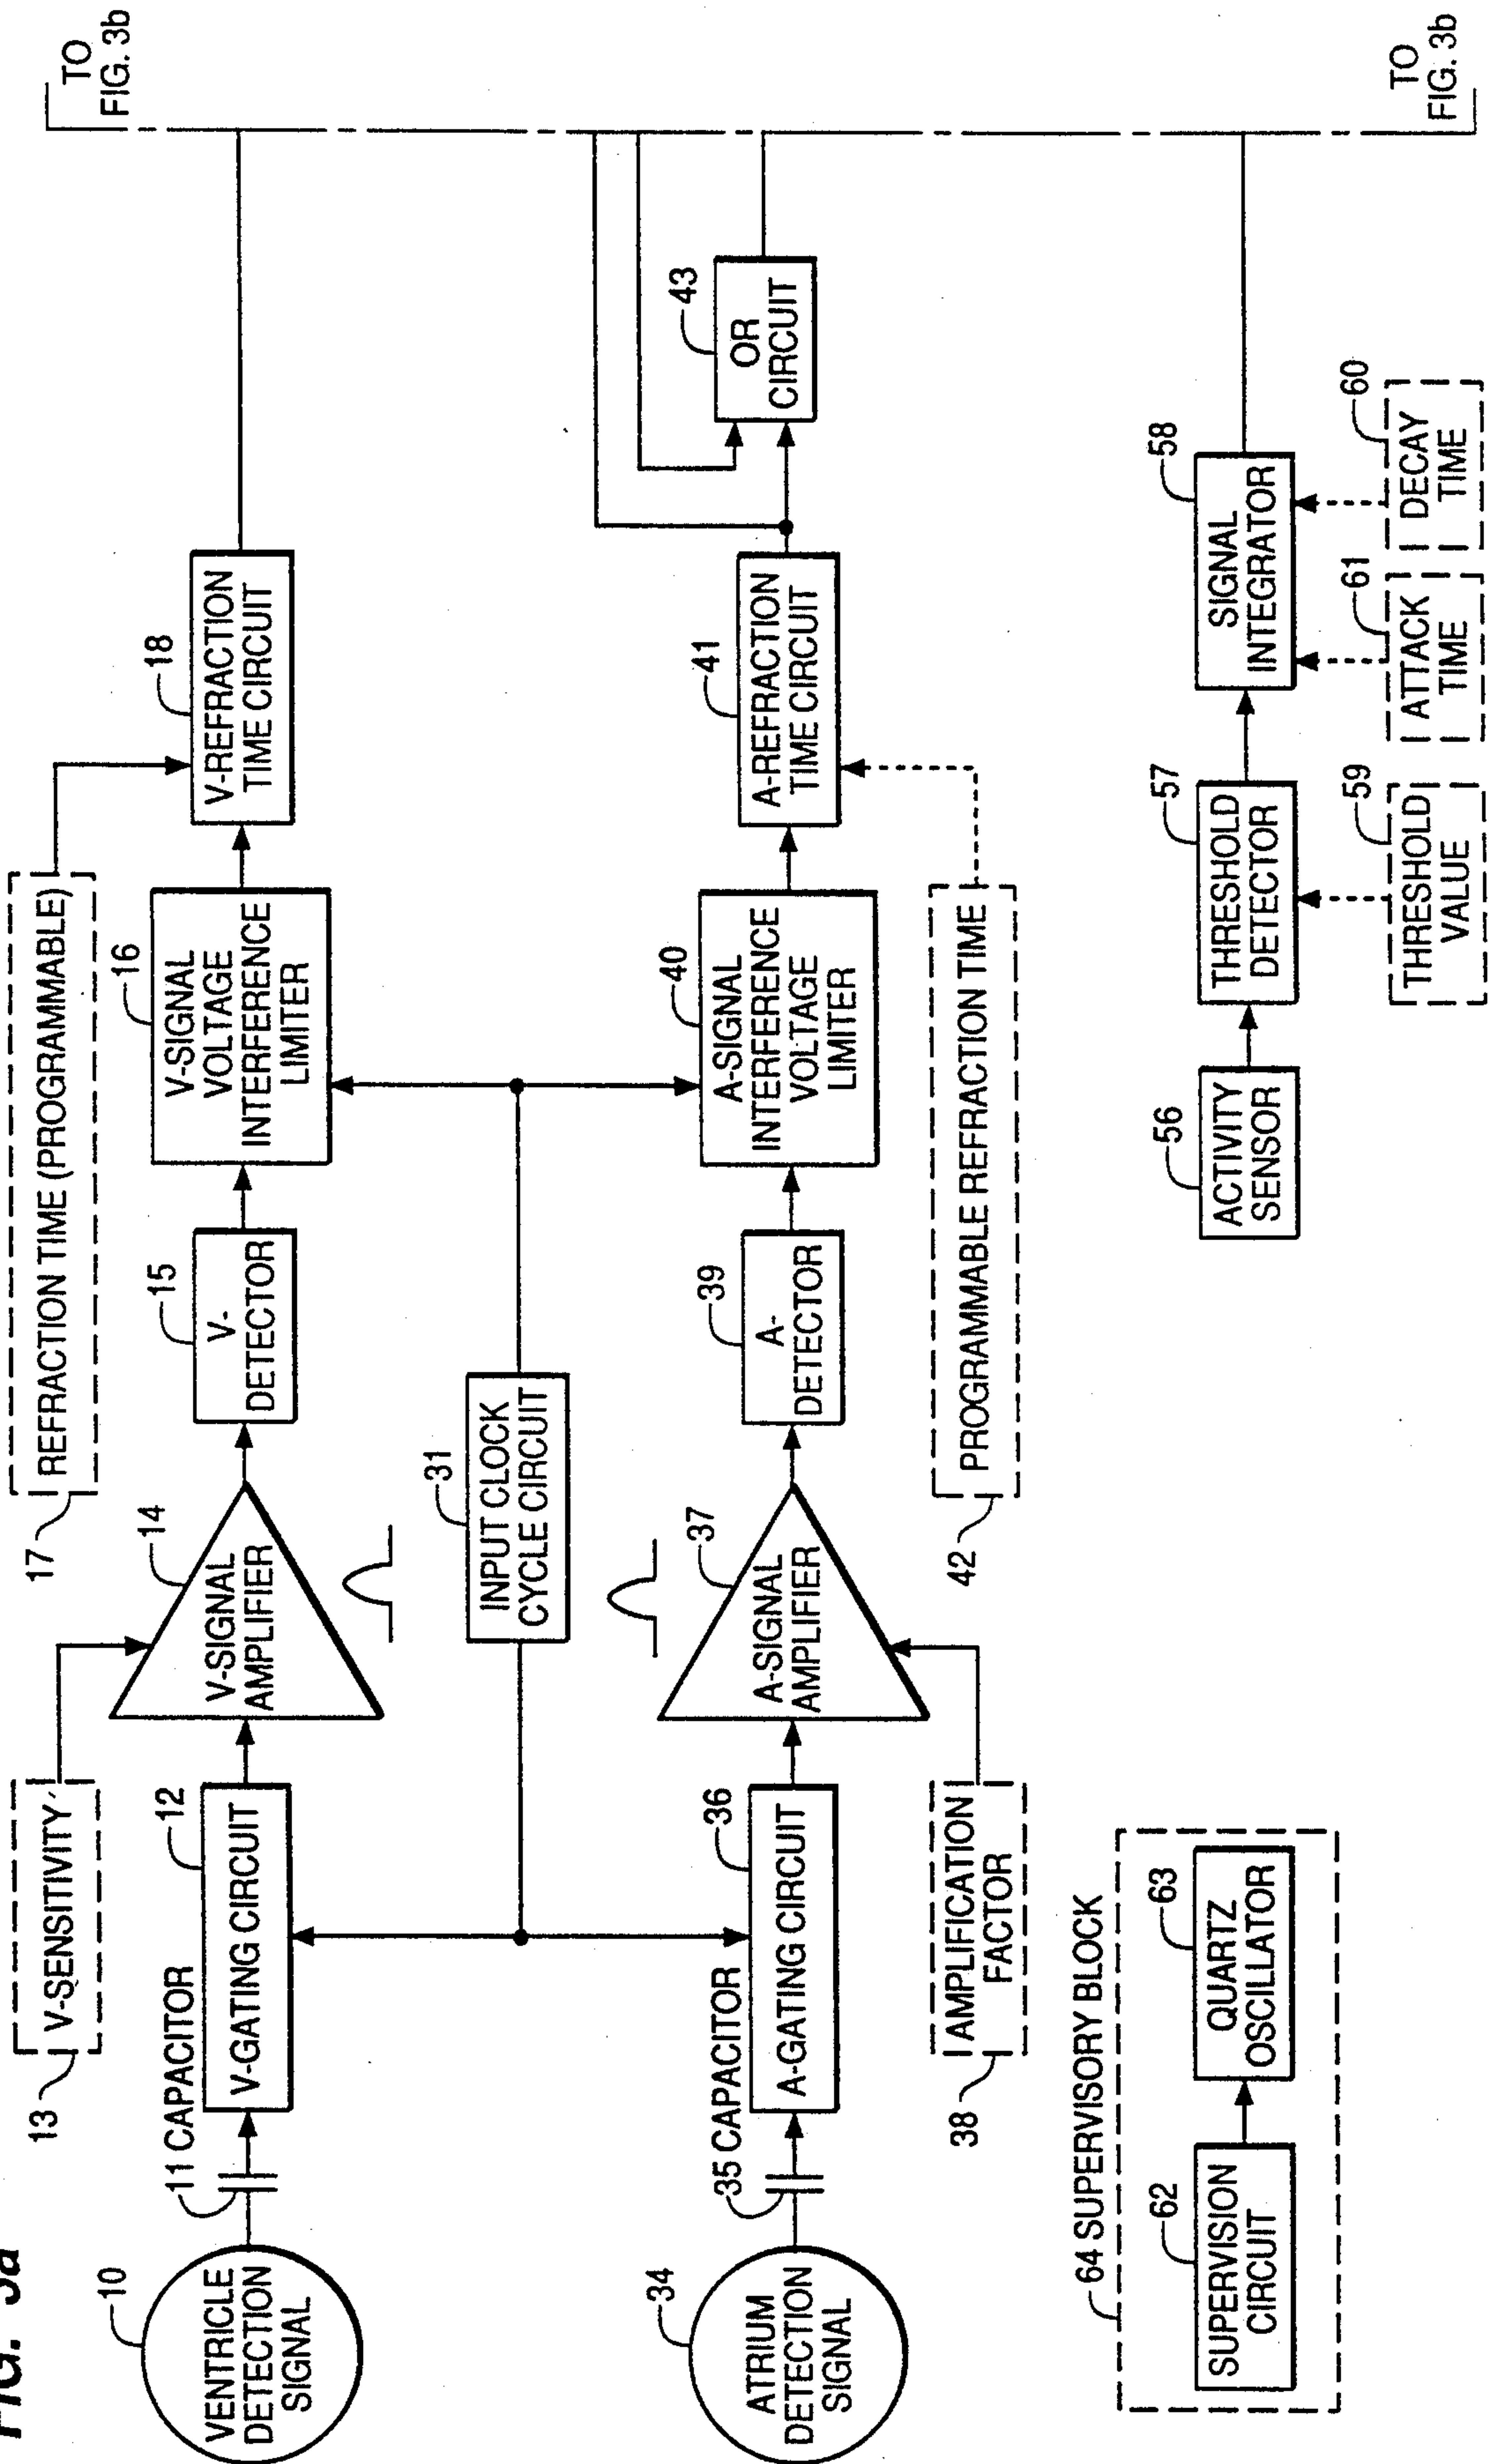 FIG. 3a
TO
FIG. 3b
13
V-SENSITIVITY
17
REFRACTION TIME (PROGRAMMABLE)
10
VENTRICLE
DETECTION
SIGNAL
11 CAPACITOR
12
V-GATING CIRCUIT
14
V-SIGNAL
AMPLIFIER
15
V-
DETECTOR
16
V-SIGNAL
VOLTAGE
INTERFERENCE
LIMITER
18
V-REFRACTION
TIME CIRCUIT
31
INPUT CLOCK
CYCLE CIRCUIT
34
ATRIUM
DETECTION
SIGNAL
35 CAPACITOR
36
A-GATING CIRCUIT
37
A-SIGNAL
AMPLIFIER
39
A-
DETECTOR
40
A-SIGNAL
INTERFERENCE
VOLTAGE
LIMITER
41
A-REFRACTION
TIME CIRCUIT
43
OR
CIRCUIT
38
AMPLIFICATION
FACTOR
42
PROGRAMMABLE REFRACTION TIME
64 SUPERVISORY BLOCK
62
SUPERVISION
CIRCUIT
63
QUARTZ
OSCILLATOR
56
ACTIVITY
SENSOR
57
THRESHOLD
DETECTOR
58
SIGNAL
INTEGRATOR
59
THRESHOLD
VALUE
61
ATTACK
TIME
60
DECAY
TIME
TO
FIG. 3b